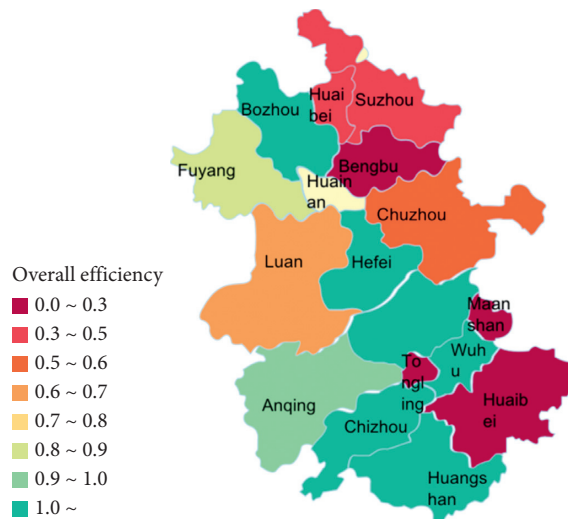 Bozhou
Huai
bei
Suzhou
Fuyang
Bengbu
Huain
an
Chuzhou
Luan
Hefei
Overall efficiency
0.0 ~ 0.3
0.3 ~ 0.5
0.5 ~ 0.6
0.6 ~ 0.7
0.7 ~ 0.8
0.8 ~ 0.9
0.9 ~ 1.0
1.0 ~
Maan
shan
Wuh
u
To
ngl
ing
Anqing
Huaib
ei
Chizhou
Huangs
han